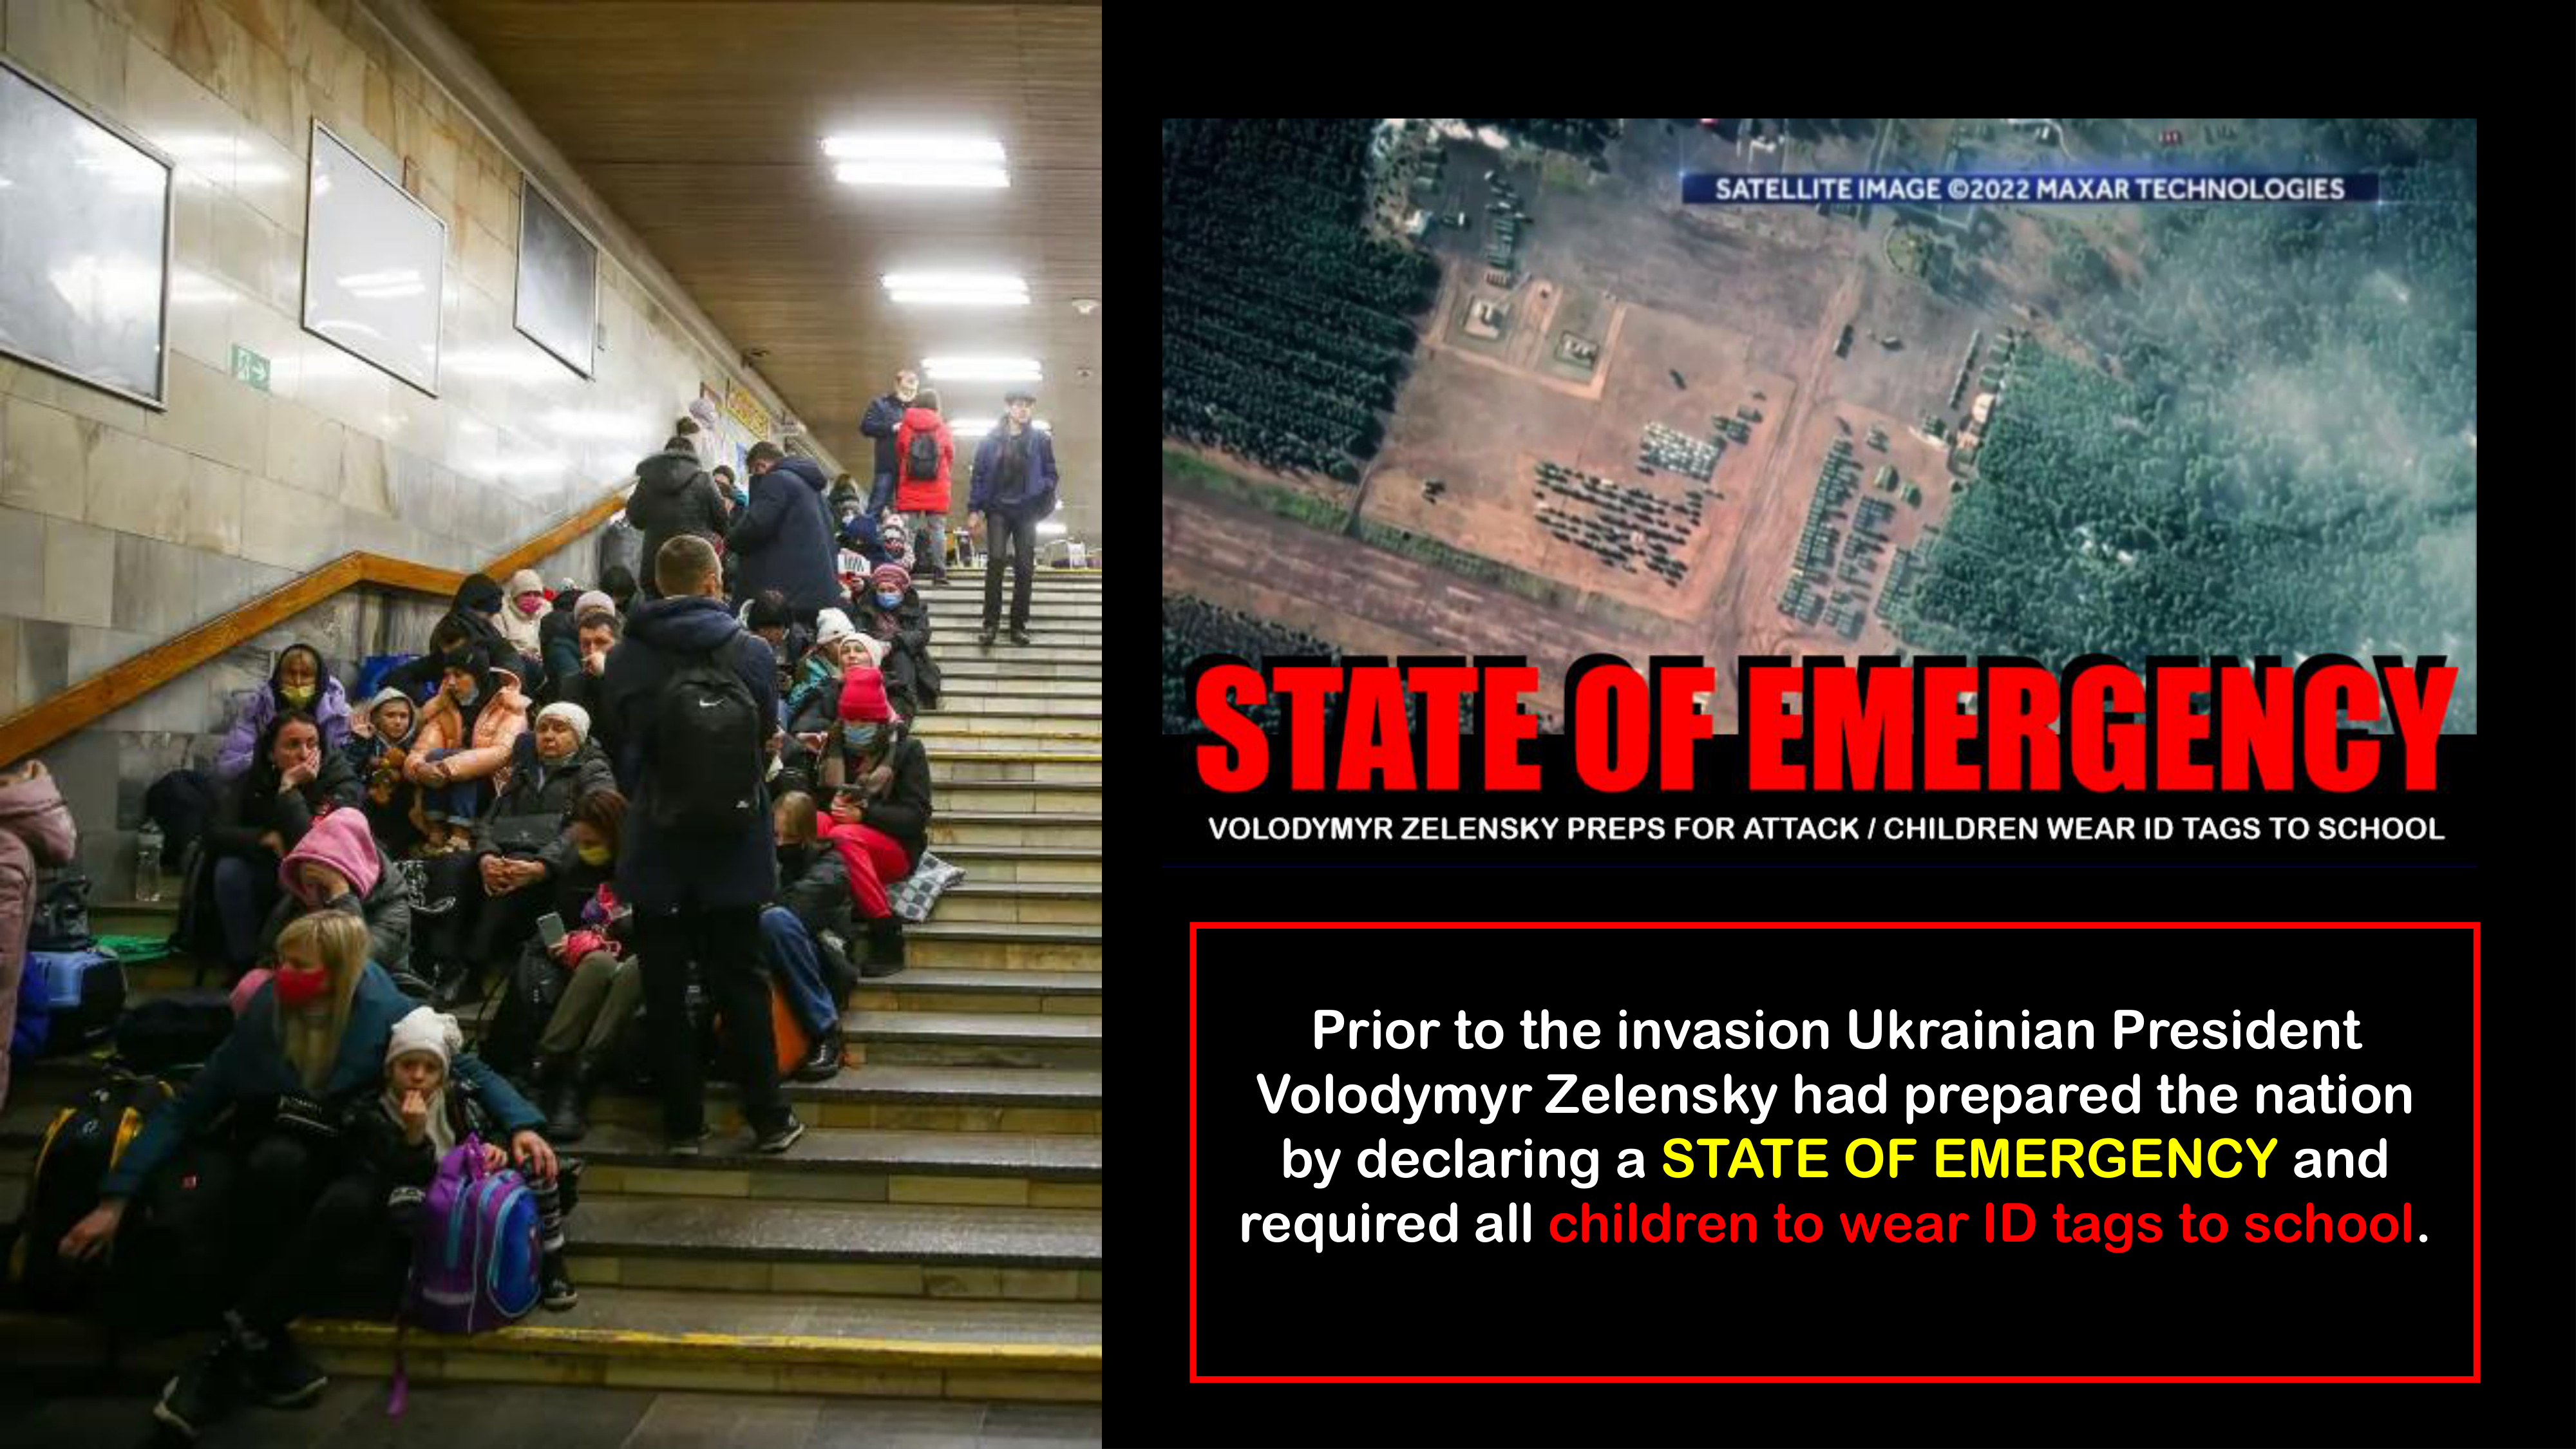 SATELLITE IMAGE ©2022 MAXAR TECHNOLOGIES
STATE OF EMERGENCY
VOLODYMYR ZELENSKY PREPS FOR ATTACK / CHILDREN WEAR ID TAGS TO SCHOOL
Prior to the invasion Ukrainian President
Volodymyr Zelensky had prepared the nation
by declaring a STATE OF EMERGENCY and
required all children to wear ID tags to school.